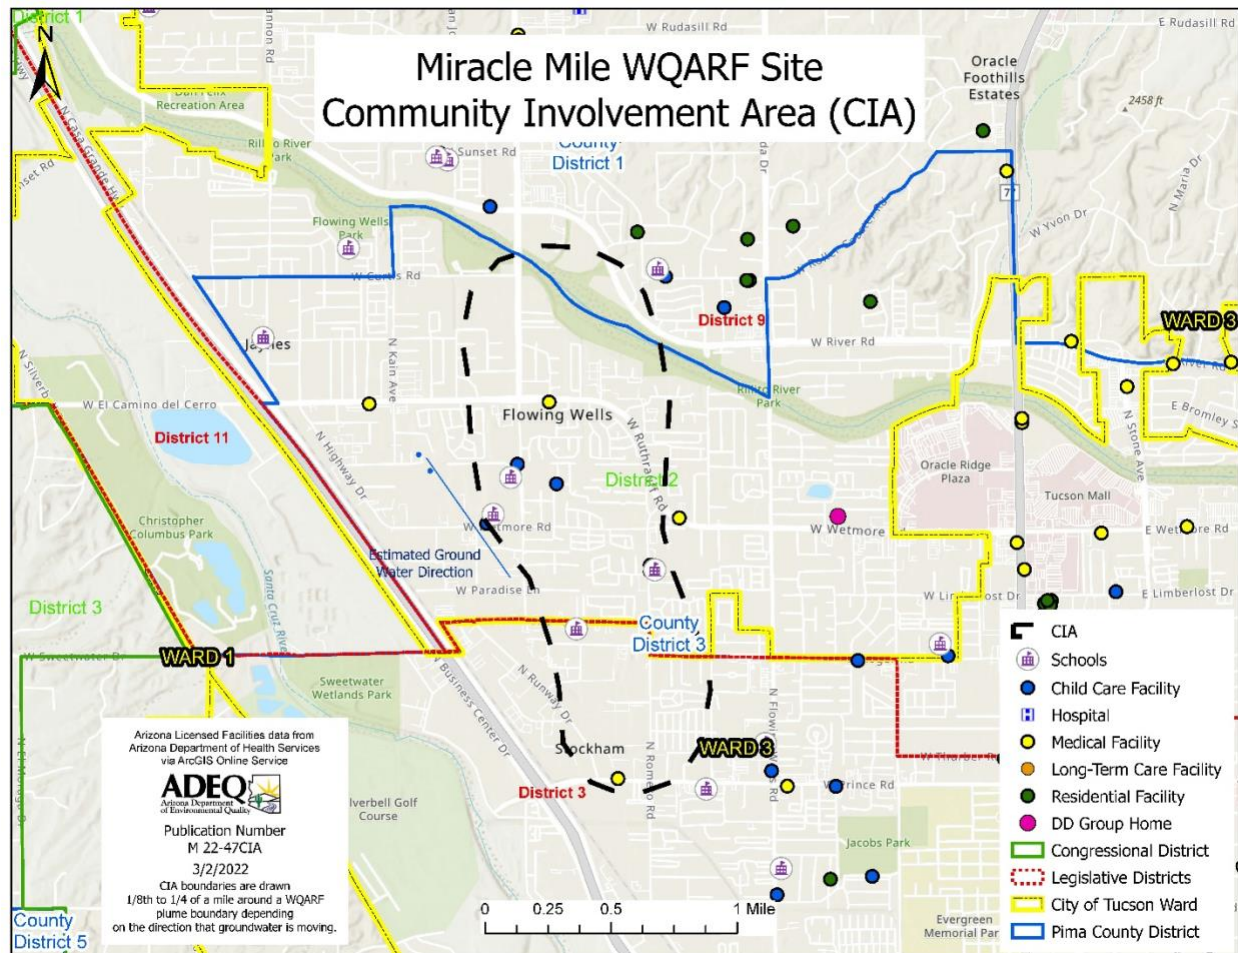 District 1
N
W Rudasill Rd
E Rudasill Rd
Miracle Mile WQARF Site
Community Involvement Area (CIA)
Oracle
Foothills
Estates
2458 ft
Recreation Area
Rillito River
Park
Sunset Rd
County
District 1
N Casa Grande Hwy
77
N Maria Dr
W Yvon Dr
Flowing Wells
Park
W Curtis Rd
District 9
WARD 3
W River Rd
N Kain Ave
W El Camino del Cerro
Flowing Wells
Rillito River
Park
E Bromley
N Stone Ave
District 11
N Highway Dr
W Ruthrauff Rd
District 2
Oracle Ridge
Plaza
Tucson Mall
Christopher
Columbus Park
W Wetmore Rd
W Wetmore
E Wetmore
Estimated Ground
Water Direction
W Paradise Ln
Santa Cruz River
District 3
W Limberlost Dr
E Limberlost Dr
County
District 3
W Sweetwater Dr
WARD 1
Sweetwater
Wetlands Park
N Business Center Dr
N Runway Dr
Stockham
N Romero Rd
WARD 3
W Thurber R
District 3
W Prince Rd
Silverbell Golf
Course
Jacobs Park
Evergreen
Memorial Par
County
District 5
Arizona Licensed Facilities data from
Arizona Department of Health Services
via ArcGIS Online Service
ADEQ
Arizona Department
of Environmental Quality
Publication Number
M 22-47CIA
3/2/2022
CIA boundaries are drawn
1/8th to 1/4 of a mile around a WQARF
plume boundary depending
on the direction that groundwater is moving.
0 0.25 0.5 1 Mile
CIA
Schools
Child Care Facility
Hospital
Medical Facility
Long-Term Care Facility
Residential Facility
DD Group Home
Congressional District
Legislative Districts
City of Tucson Ward
Pima County District